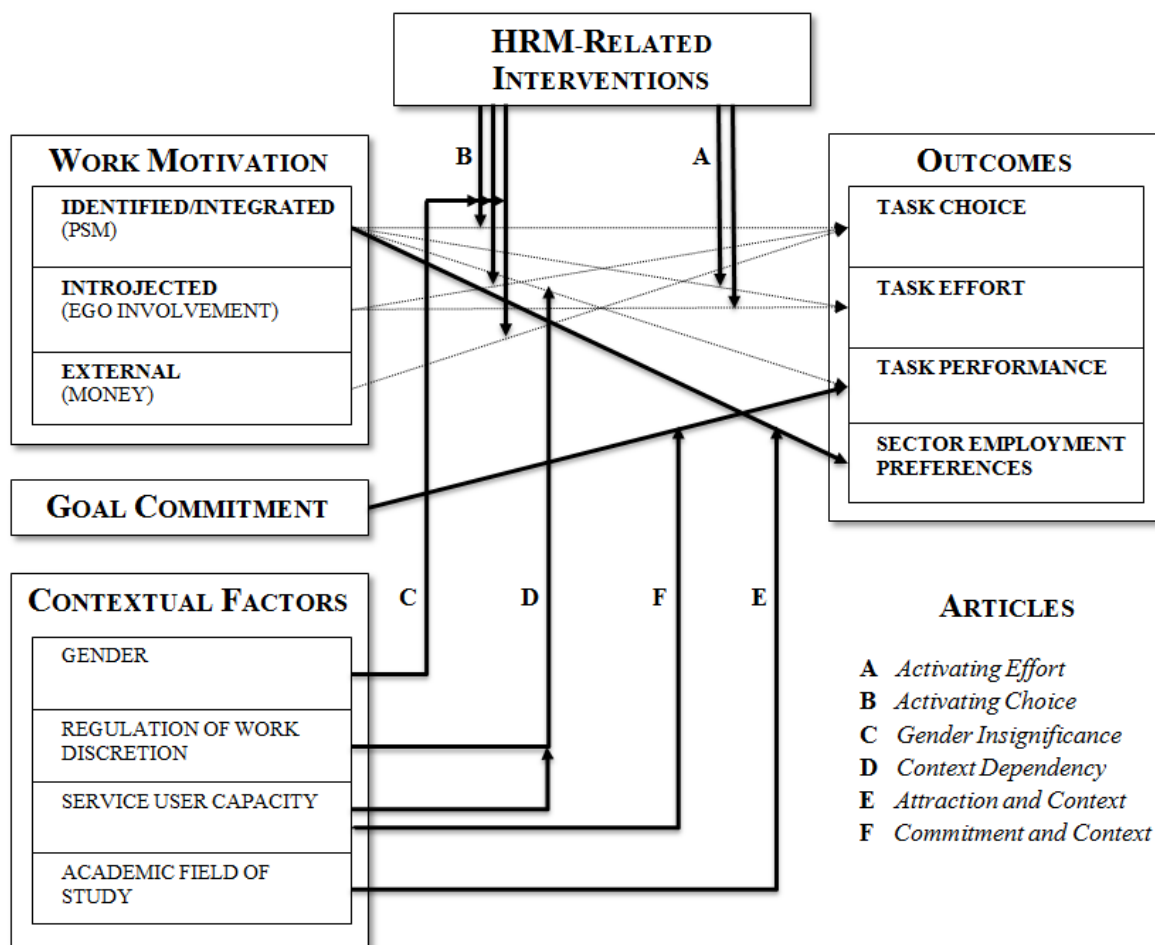 HRM-RELATED
INTERVENTIONS
B
A
WORK MOTIVATION
IDENTIFIED/INTEGRATED
(PSM)
INTROJECTED
(EGO INVOLVEMENT)
EXTERNAL
(MONEY)
OUTCOMES
TASK CHOICE
TASK EFFORT
TASK PERFORMANCE
SECTOR EMPLOYMENT
PREFERENCES
GOAL COMMITMENT
CONTEXTUAL FACTORS
GENDER
REGULATION OF WORK
DISCRETION
SERVICE USER CAPACITY
ACADEMIC FIELD OF
STUDY
C
D
F
E
ARTICLES
A Activating Effort
B Activating Choice
C Gender Insignificance
D Context Dependency
E Attraction and Context
F Commitment and Context